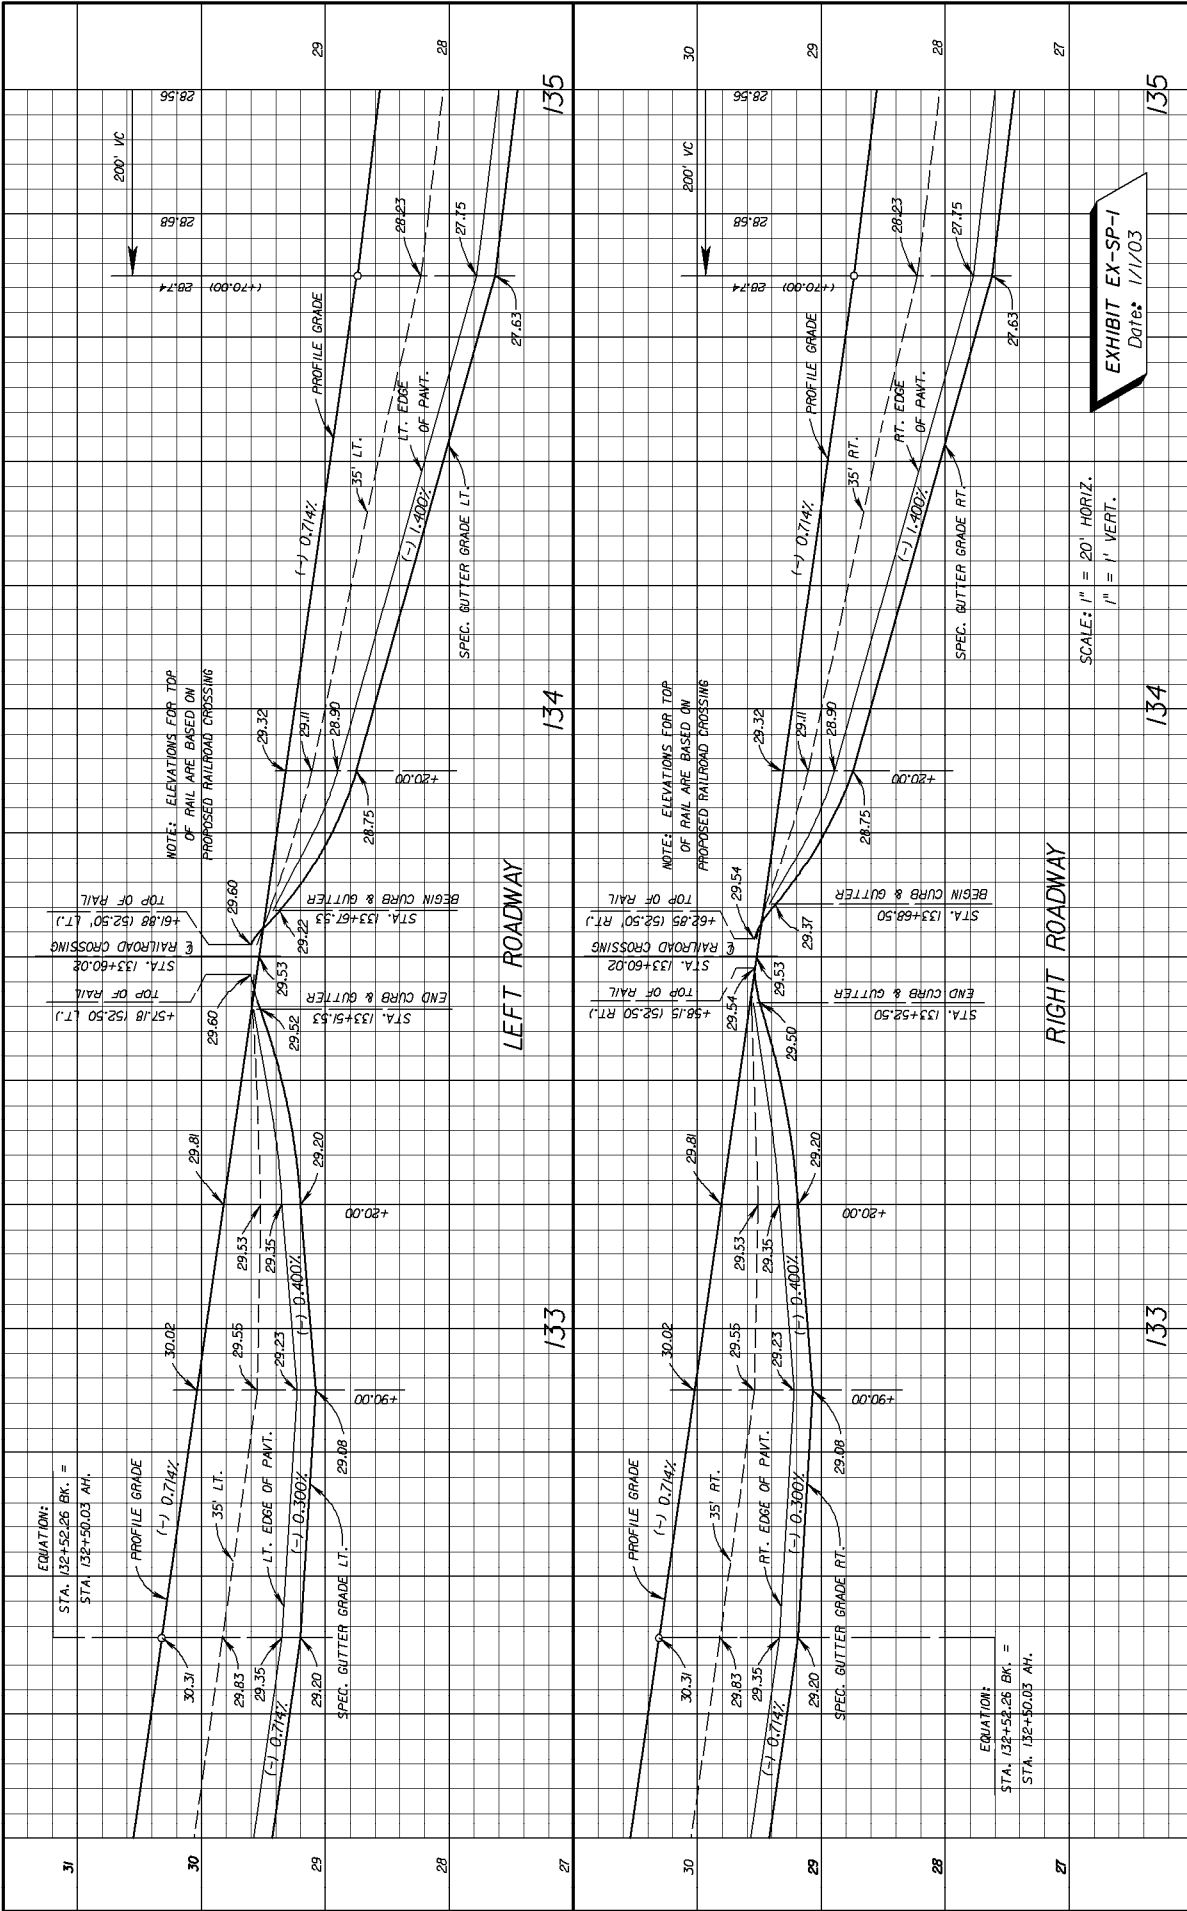 31
30
29
28
27
29
28
EQUATION:
STA. 132+52.26 BK. =
STA. 132+50.03 AH.
PROFILE GRADE
(-) 0.714%
35' LT.
LT. EDGE OF PAVT.
(-) 0.300%
SPEC. GUTTER GRADE LT.
(-) 0.714%
30.31
29.83
29.35
29.20
30.02
29.55
29.23
29.08
+90.00
(-) 0.400%
133
29.81
29.53
29.35
29.20
+20.00
+57.18 (52.50' LT.)
TOP OF RAIL
29.60
STA. 133+51.53
END CURB & GUTTER
29.52
STA. 133+60.02
℄ RAILROAD CROSSING
29.53
+61.88 (52.50' LT.)
TOP OF RAIL
29.60
STA. 133+67.53
BEGIN CURB & GUTTER
29.22
LEFT ROADWAY
NOTE: ELEVATIONS FOR TOP
OF RAIL ARE BASED ON
PROPOSED RAILROAD CROSSING
29.32
29.11
28.90
28.75
+20.00
134
(-) 0.714%
PROFILE GRADE
35' LT.
LT. EDGE
OF PAVT.
(-) 1.400%
SPEC. GUTTER GRADE LT.
200' VC
28.74
(+70.00)
28.68
28.56
28.23
27.75
27.63
135
30
29
28
27
30
29
28
27
PROFILE GRADE
(-) 0.714%
35' RT.
RT. EDGE OF PAVT.
(-) 0.300%
SPEC. GUTTER GRADE RT.
(-) 0.714%
30.31
29.83
29.35
29.20
EQUATION:
STA. 132+52.26 BK. =
STA. 132+50.03 AH.
30.02
29.55
29.23
29.08
+90.00
(-) 0.400%
133
29.81
29.53
29.35
29.20
+20.00
+58.15 (52.50' RT.)
TOP OF RAIL
29.54
STA. 133+52.50
END CURB & GUTTER
29.50
STA. 133+60.02
℄ RAILROAD CROSSING
29.53
+62.85 (52.50' RT.)
TOP OF RAIL
29.54
STA. 133+68.50
BEGIN CURB & GUTTER
29.37
RIGHT ROADWAY
NOTE: ELEVATIONS FOR TOP
OF RAIL ARE BASED ON
PROPOSED RAILROAD CROSSING
29.32
29.11
28.90
28.75
+20.00
134
(-) 0.714%
PROFILE GRADE
35' RT.
RT. EDGE
OF PAVT.
(-) 1.400%
SPEC. GUTTER GRADE RT.
200' VC
28.74
(+70.00)
28.68
28.56
28.23
27.75
27.63
135
SCALE: 1" = 20' HORIZ.
1" = 1' VERT.
EXHIBIT EX-SP-1
Date: 1/1/03